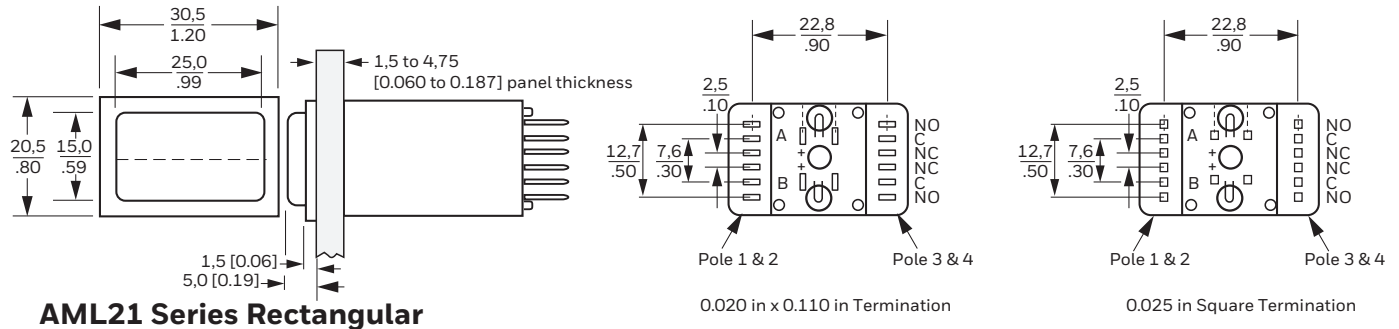 30,5
1.20
25,0
.99
20,5
.80
15,0
.59
1,5 to 4,75
[0.060 to 0.187] panel thickness
1,5 [0.06]
5,0 [0.19]
AML21 Series Rectangular
22,8
.90
2,5
.10
12,7
.50
7,6
.30
A
+
+
B
NO
C
NC
NC
C
NO
Pole 1 & 2
Pole 3 & 4
0.020 in x 0.110 in Termination
22,8
.90
2,5
.10
12,7
.50
7,6
.30
A
+
+
B
NO
C
NC
NC
C
NO
Pole 1 & 2
Pole 3 & 4
0.025 in Square Termination